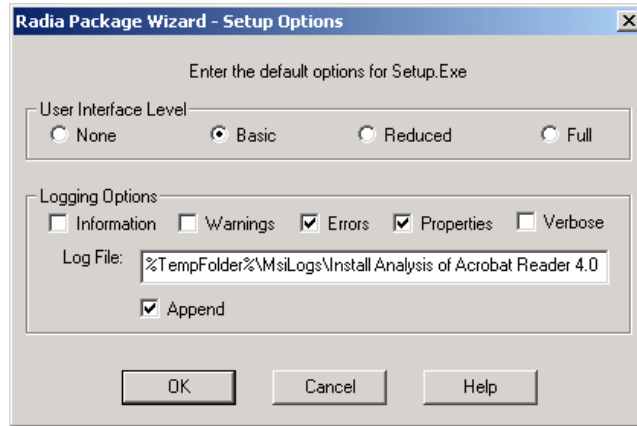 Radia Package Wizard - Setup Options
Enter the default options for Setup.Exe
User Interface Level
None Basic Reduced Full
Logging Options
Information Warnings Errors Properties Verbose
Log File: %TempFolder%\MsiLogs\Install Analysis of Acrobat Reader 4.0
Append
OK Cancel Help